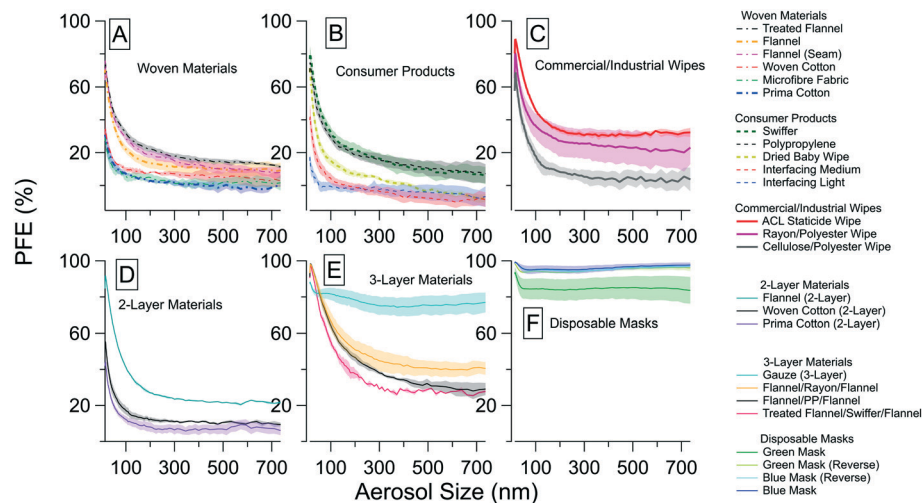 A
Woven Materials
B
Consumer Products
C
Commercial/Industrial Wipes
100
60
20
100
60
20
100
60
20
100 300 500 700
100 300 500 700
100 300 500 700
PFE (%)
D
2-Layer Materials
E
3-Layer Materials
F
Disposable Masks
100
60
20
100
60
20
100
60
20
100 300 500 700
100 300 500 700
100 300 500 700
Aerosol Size (nm)
Woven Materials
Treated Flannel
Flannel
Flannel (Seam)
Woven Cotton
Microfibre Fabric
Prima Cotton
Consumer Products
Swiffer
Polypropylene
Dried Baby Wipe
Interfacing Medium
Interfacing Light
Commercial/Industrial Wipes
ACL Staticide Wipe
Rayon/Polyester Wipe
Cellulose/Polyester Wipe
2-Layer Materials
Flannel (2-Layer)
Woven Cotton (2-Layer)
Prima Cotton (2-Layer)
3-Layer Materials
Gauze (3-Layer)
Flannel/Rayon/Flannel
Flannel/PP/Flannel
Treated Flannel/Swiffer/Flannel
Disposable Masks
Green Mask
Green Mask (Reverse)
Blue Mask (Reverse)
Blue Mask